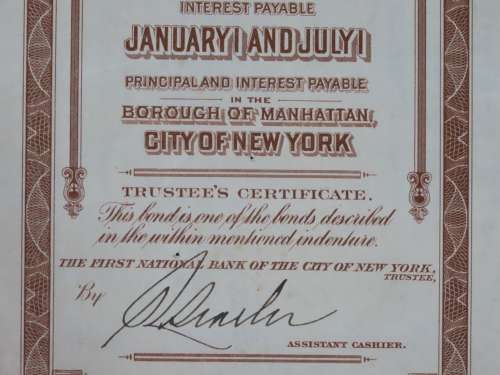 INTEREST PAYABLE
JANUARY 1 AND JULY 1
PRINCIPAL AND INTEREST PAYABLE
IN THE
BOROUGH OF MANHATTAN,
CITY OF NEW YORK
TRUSTEE'S CERTIFICATE.
This bond is one of the bonds described
in the within mentioned indenture.
THE FIRST NATIONAL BANK OF THE CITY OF NEW YORK,
TRUSTEE,
By
ASSISTANT CASHIER.